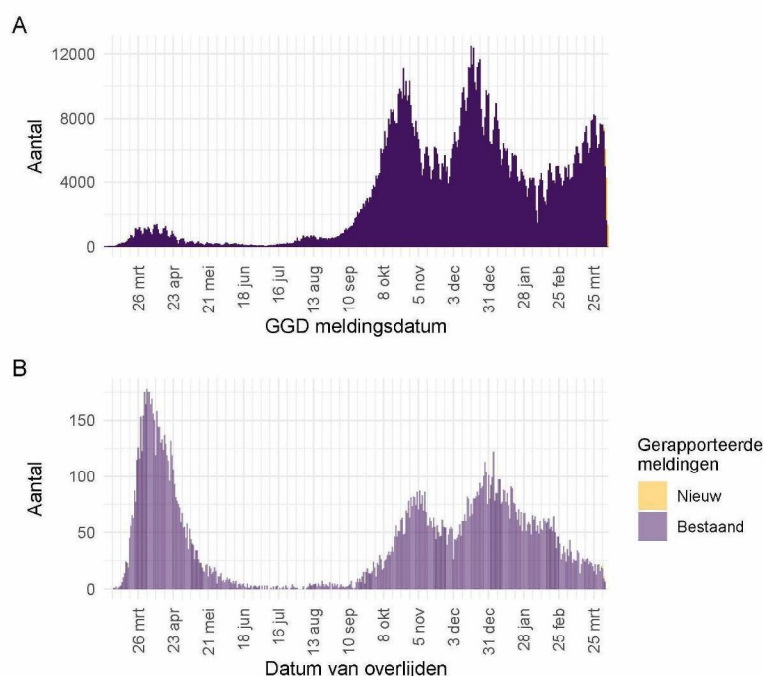 A
12000
8000
4000
0
Aantal
26 mrt
23 apr
21 mei
18 jun
16 jul
13 aug
10 sep
8 okt
5 nov
3 dec
31 dec
28 jan
25 feb
25 mrt
GGD meldingsdatum
B
150
100
50
0
Aantal
26 mrt
23 apr
21 mei
18 jun
16 jul
13 aug
10 sep
8 okt
5 nov
3 dec
31 dec
28 jan
25 feb
25 mrt
Datum van overlijden
Gerapporteerde
meldingen
Nieuw
Bestaand